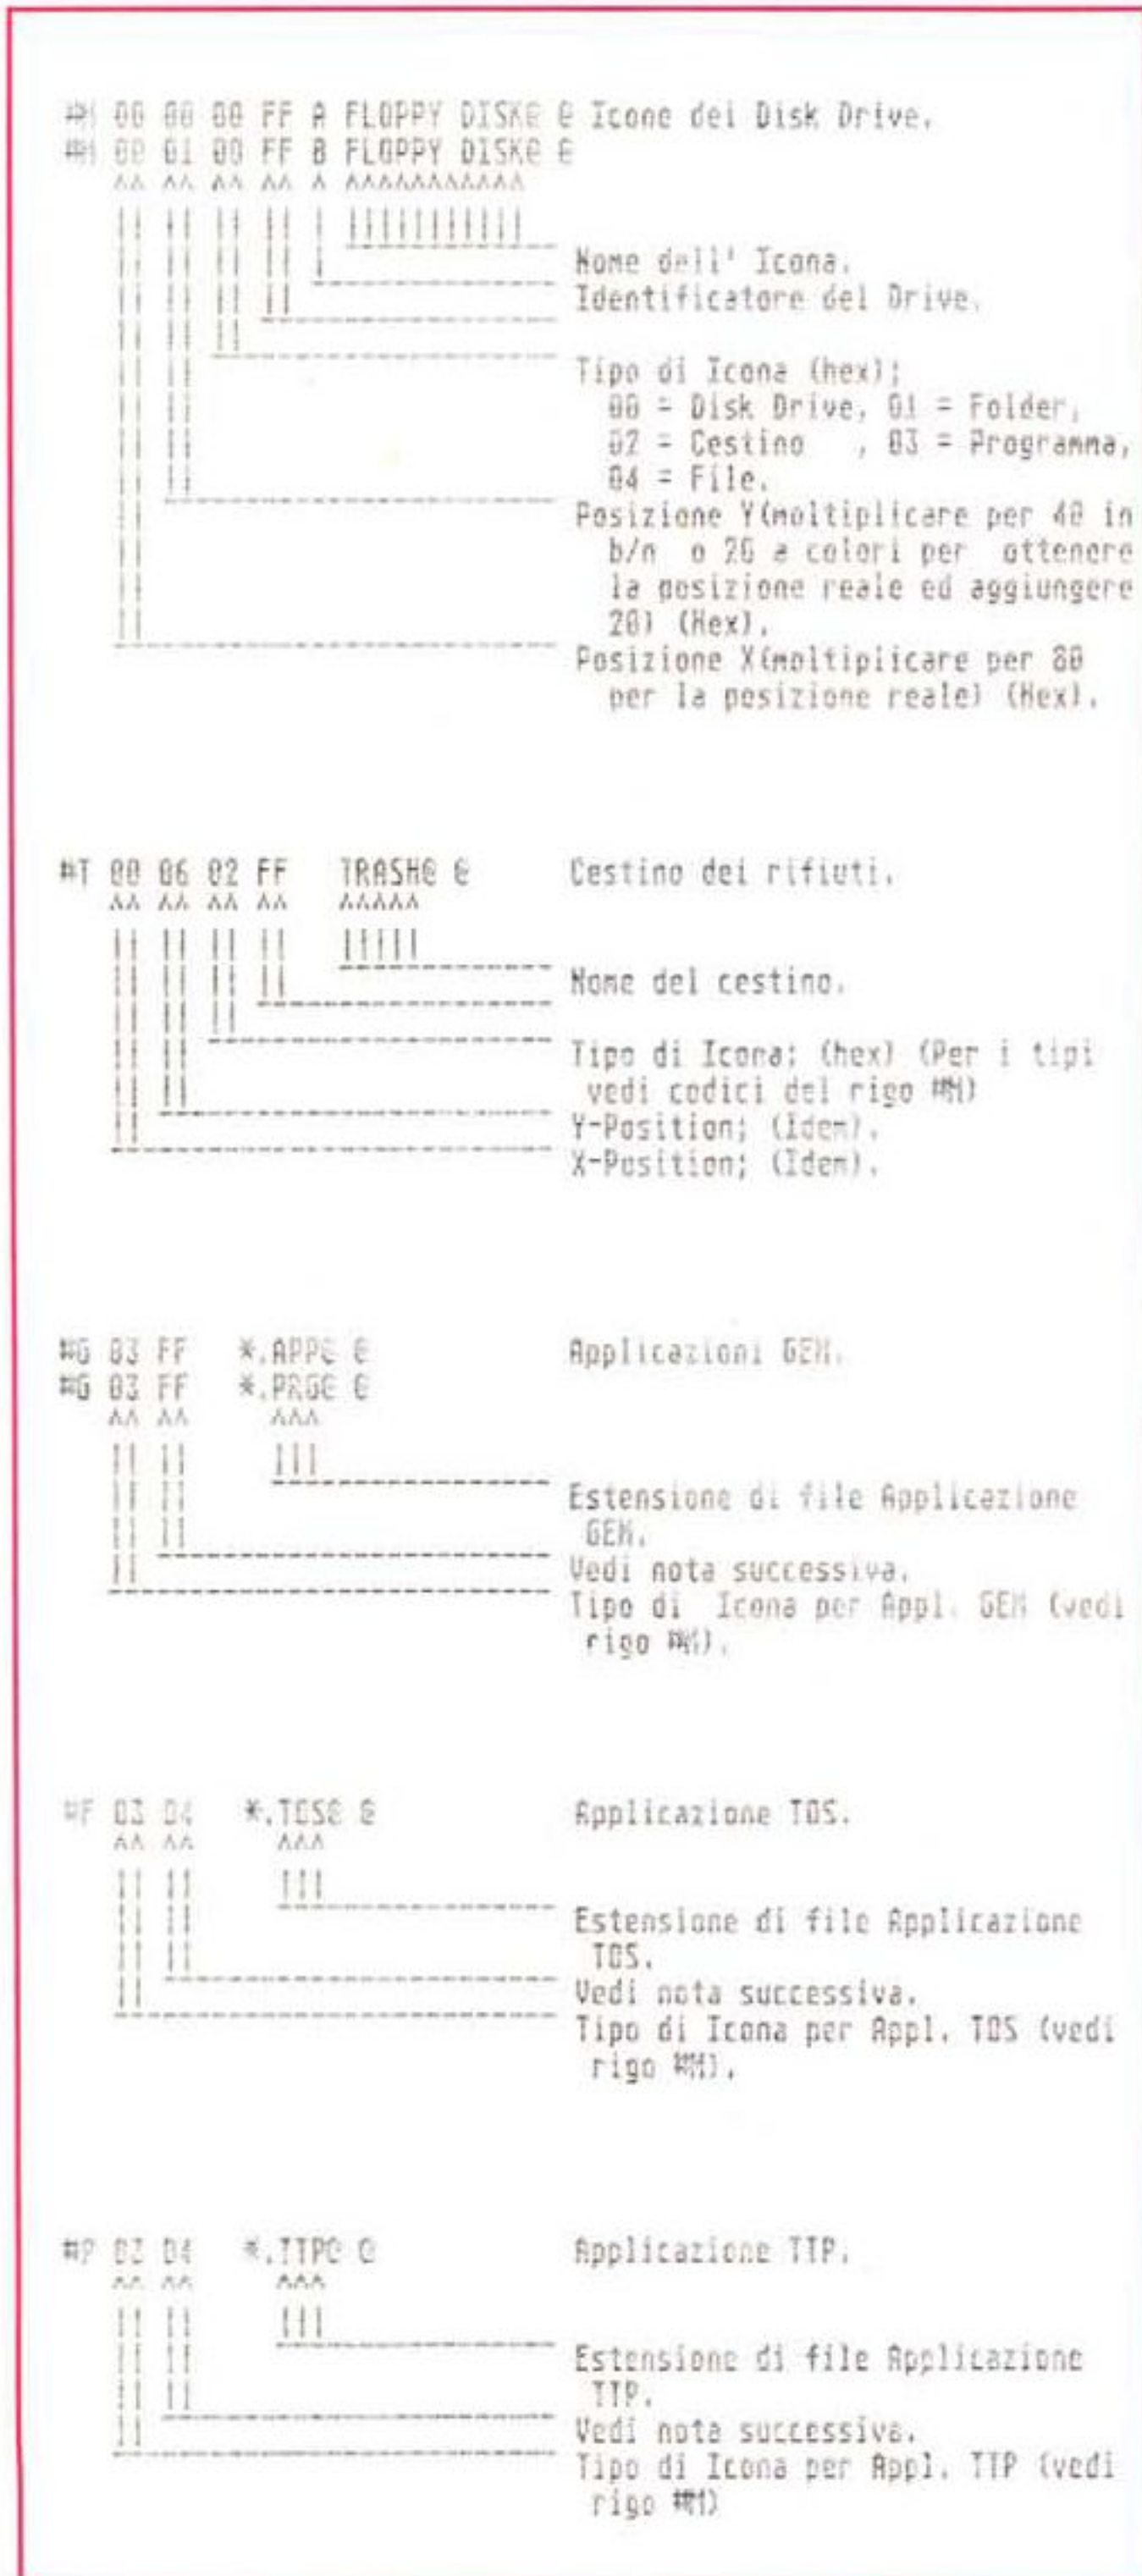 #M 00 00 00 FF A FLOPPY DISK@ @ Icone dei Disk Drive.
#M 00 01 00 FF B FLOPPY DISK@ @
^^ ^^ ^^ ^^ ^ ^^^^^^^^^^^
Nome dell' Icona.
Identificatore del Drive.
Tipo di Icona (hex);
00 = Disk Drive, 01 = Folder,
02 = Cestino , 03 = Programma,
04 = File.
Posizione Y(moltiplicare per 40 in
b/n o 20 a colori per ottenere
la posizione reale ed aggiungere
20) (Hex).
Posizione X(moltiplicare per 80
per la posizione reale) (Hex).
#T 00 06 02 FF TRASH@ @ Cestino dei rifiuti.
^^ ^^ ^^ ^^ ^^^^^
Nome del cestino.
Tipo di Icona; (hex) (Per i tipi
vedi codici del rigo #M)
Y-Position; (Idem).
X-Position; (Idem).
#G 03 FF *.APP@ @ Applicazioni GEM.
#G 03 FF *.PRG@ @
^^ ^^ ^^^
Estensione di file Applicazione
GEM.
Vedi nota successiva.
Tipo di Icona per Appl. GEM (vedi
rigo #M).
#F 03 04 *.TOS@ @ Applicazione TOS.
^^ ^^ ^^^
Estensione di file Applicazione
TOS.
Vedi nota successiva.
Tipo di Icona per Appl. TOS (vedi
rigo #M).
#P 03 04 *.TTP@ @ Applicazione TTP.
^^ ^^ ^^^
Estensione di file Applicazione
TTP.
Vedi nota successiva.
Tipo di Icona per Appl. TTP (vedi
rigo #M)